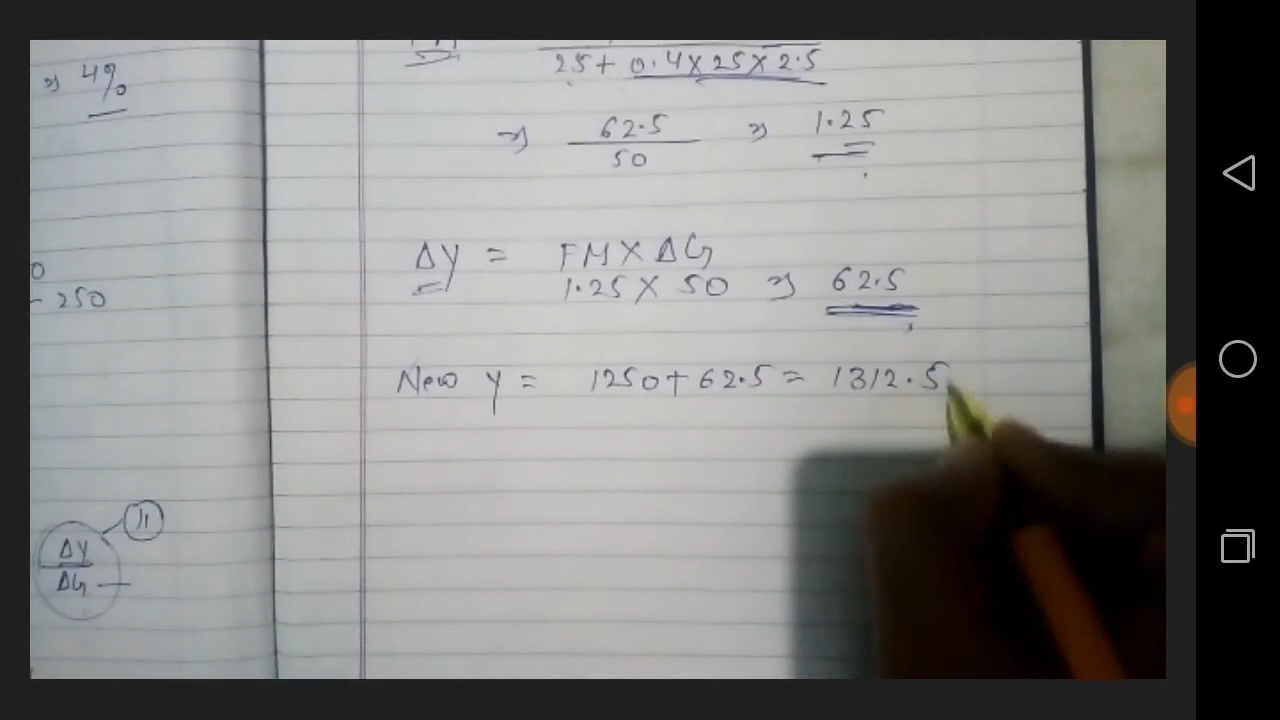 ⇒ 4%
25 + 0.4 × 25 × 2.5
⇒ 62.5 / 50 ⇒ 1.25
ΔY = FM × ΔG
1.25 × 50 ⇒ 62.5
0
- 250
New Y = 1250 + 62.5 = 1312.5
11
ΔY
ΔG